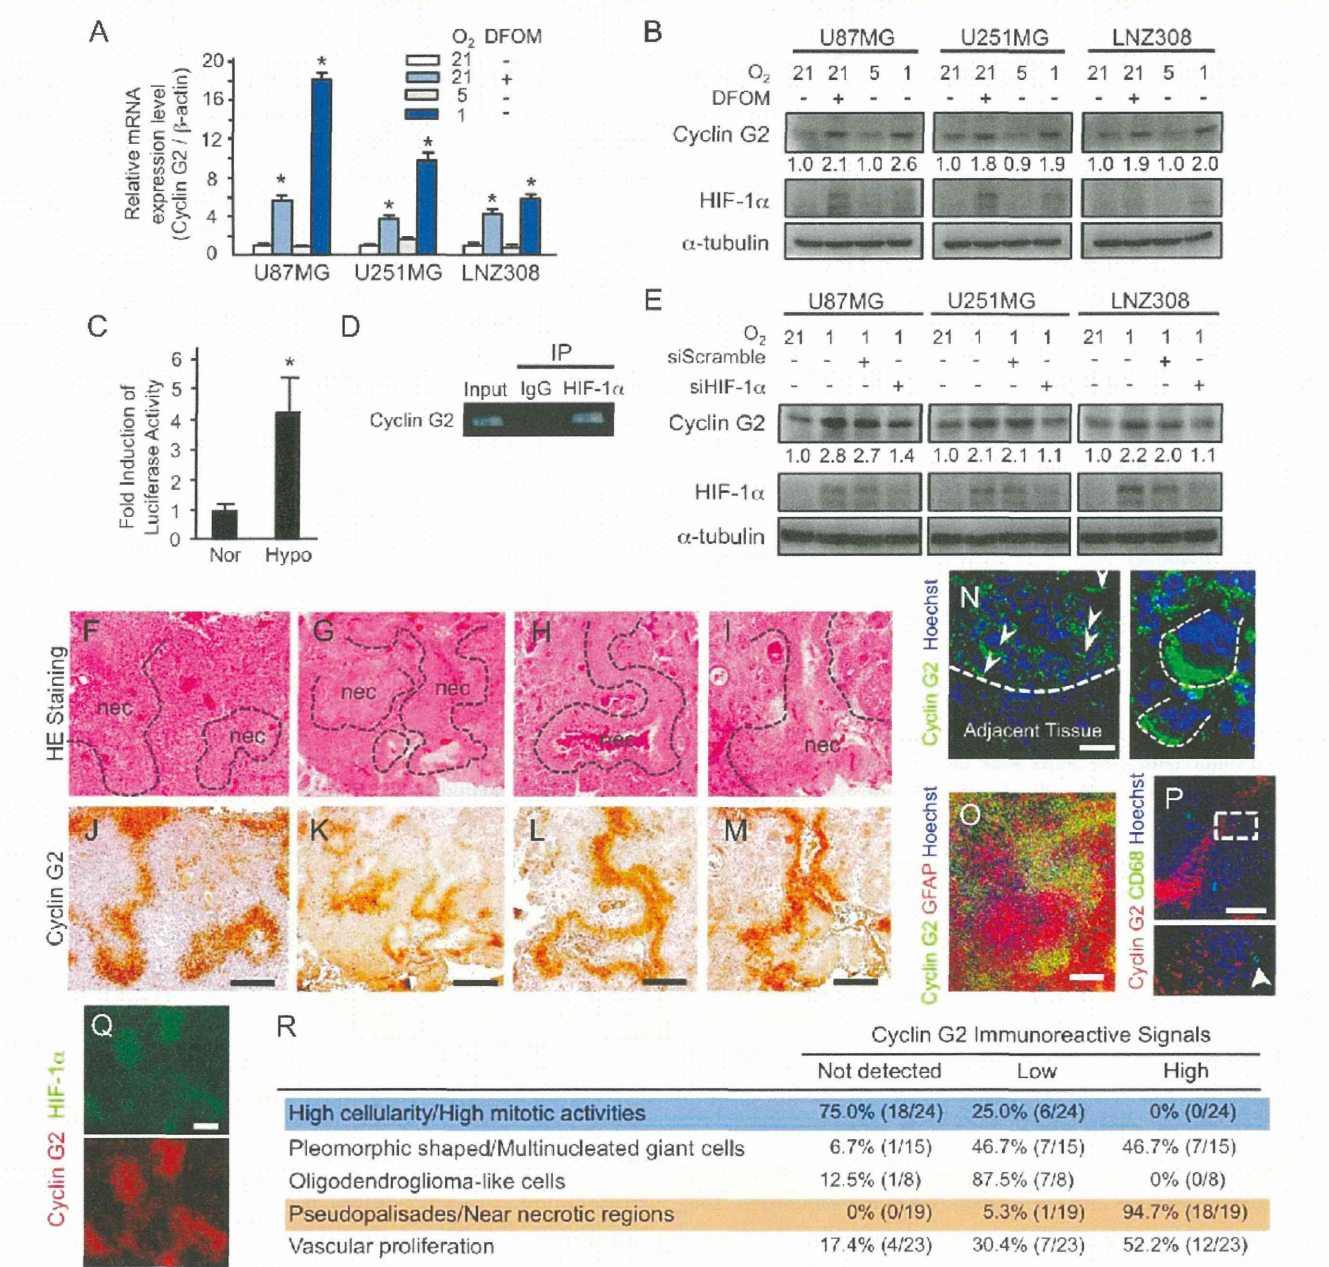 A
O2 DFOM
21 -
21 +
5 -
1 -
Relative mRNA
expression level
(Cyclin G2 / β-actin)
20
16
12
8
4
0
* * * * * *
U87MG U251MG LNZ308
B
U87MG U251MG LNZ308
O2 21 21 5 1 21 21 5 1 21 21 5 1
DFOM - + - - - + - - - + - -
Cyclin G2
1.0 2.1 1.0 2.6 1.0 1.8 0.9 1.9 1.0 1.9 1.0 2.0
HIF-1α
α-tubulin
C
Fold Induction of
Luciferase Activity
6
5
4
3
2
1
0
*
Nor Hypo
D
IP
Input IgG HIF-1α
Cyclin G2
E
U87MG U251MG LNZ308
O2 21 1 1 1 21 1 1 1 21 1 1 1
siScramble - - + - - - + - - - + -
siHIF-1α - - - + - - - + - - - +
Cyclin G2
1.0 2.8 2.7 1.4 1.0 2.1 2.1 1.1 1.0 2.2 2.0 1.1
HIF-1α
α-tubulin
HE Staining
F
nec
nec
G
nec
nec
H
nec
I
nec
Cyclin G2
J
K
L
M
Cyclin G2 Hoechst
N
Adjacent Tissue
Cyclin G2 GFAP Hoechst
O
Cyclin G2 CD68 Hoechst
P
Cyclin G2 HIF-1α
Q
R
Cyclin G2 Immunoreactive Signals
Not detected Low High
High cellularity/High mitotic activities 75.0% (18/24) 25.0% (6/24) 0% (0/24)
Pleomorphic shaped/Multinucleated giant cells 6.7% (1/15) 46.7% (7/15) 46.7% (7/15)
Oligodendroglioma-like cells 12.5% (1/8) 87.5% (7/8) 0% (0/8)
Pseudopalisades/Near necrotic regions 0% (0/19) 5.3% (1/19) 94.7% (18/19)
Vascular proliferation 17.4% (4/23) 30.4% (7/23) 52.2% (12/23)